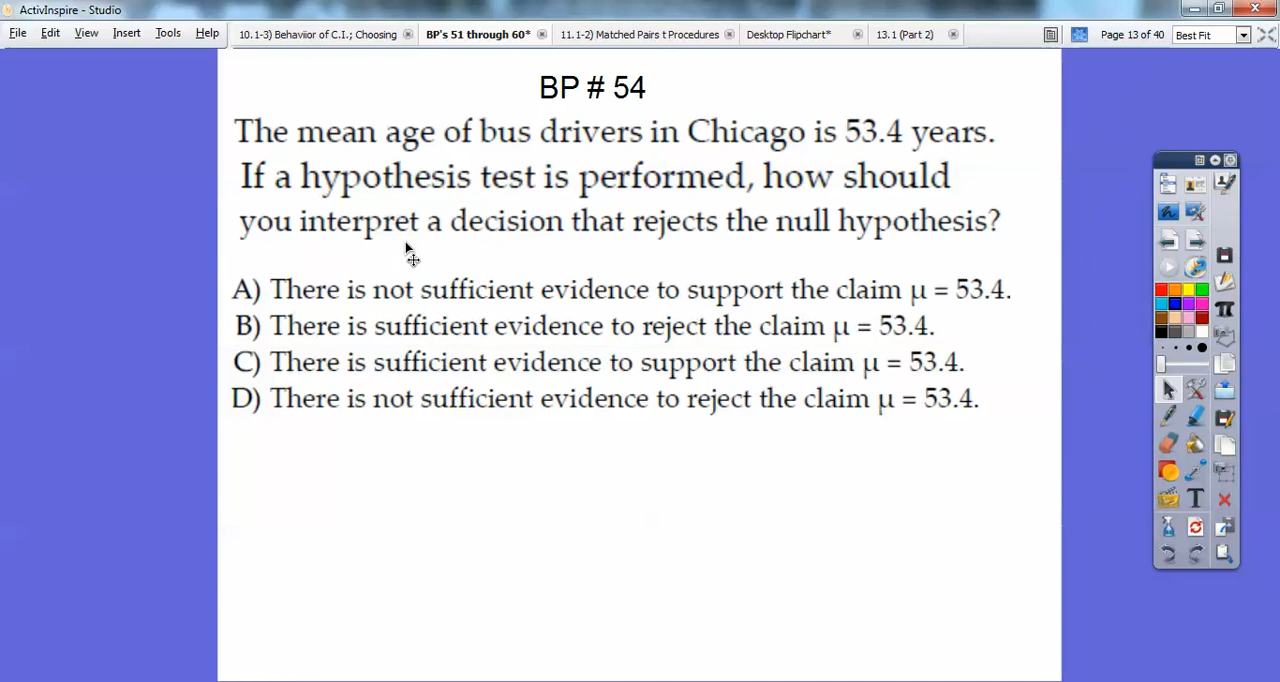 ActivInspire - Studio
File Edit View Insert Tools Help
10.1-3) Behaviior of C.I.; Choosing
BP's 51 through 60*
11.1-2) Matched Pairs t Procedures
Desktop Flipchart*
13.1 (Part 2)
Page 13 of 40
Best Fit
BP # 54
The mean age of bus drivers in Chicago is 53.4 years.
If a hypothesis test is performed, how should
you interpret a decision that rejects the null hypothesis?
A) There is not sufficient evidence to support the claim μ = 53.4.
B) There is sufficient evidence to reject the claim μ = 53.4.
C) There is sufficient evidence to support the claim μ = 53.4.
D) There is not sufficient evidence to reject the claim μ = 53.4.